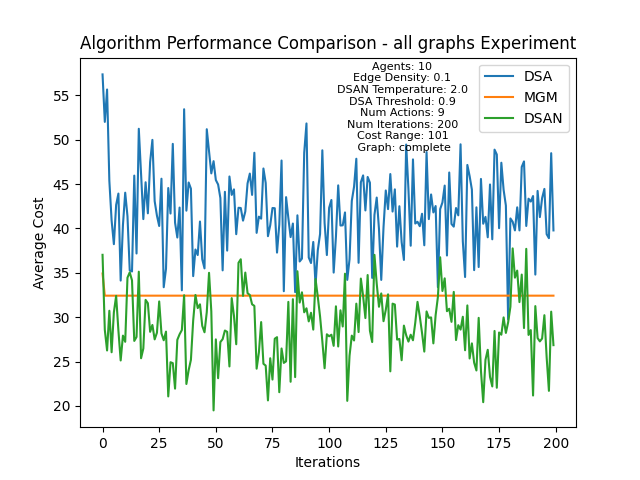 Algorithm Performance Comparison - all graphs Experiment
Agents: 10
Edge Density: 0.1
DSAN Temperature: 2.0
DSA Threshold: 0.9
Num Actions: 9
Num Iterations: 200
Cost Range: 101
Graph: complete
DSA
MGM
DSAN
Average Cost
55
50
45
40
35
30
25
20
0
25
50
75
100
125
150
175
200
Iterations